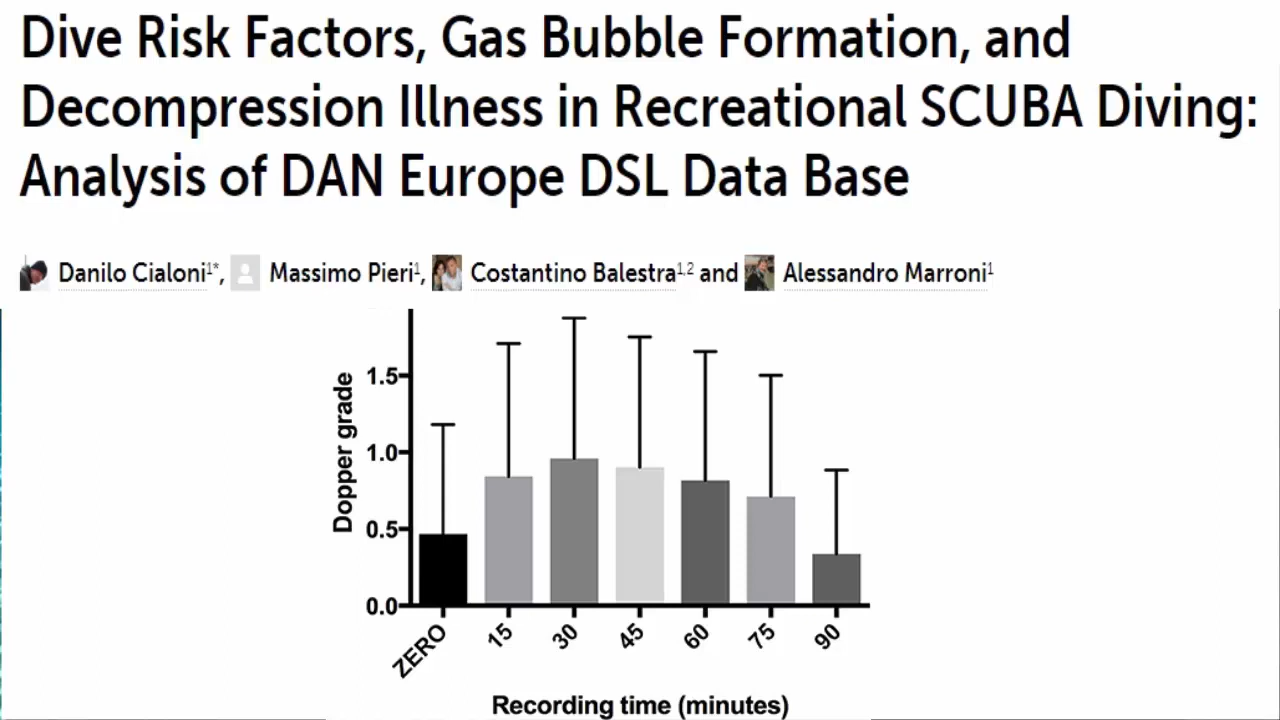 Dive Risk Factors, Gas Bubble Formation, and
Decompression Illness in Recreational SCUBA Diving:
Analysis of DAN Europe DSL Data Base
Danilo Cialoni1*, Massimo Pieri1, Costantino Balestra1,2 and Alessandro Marroni1
Dopper grade
1.5
1.0
0.5
0.0
ZERO 15 30 45 60 75 90
Recording time (minutes)